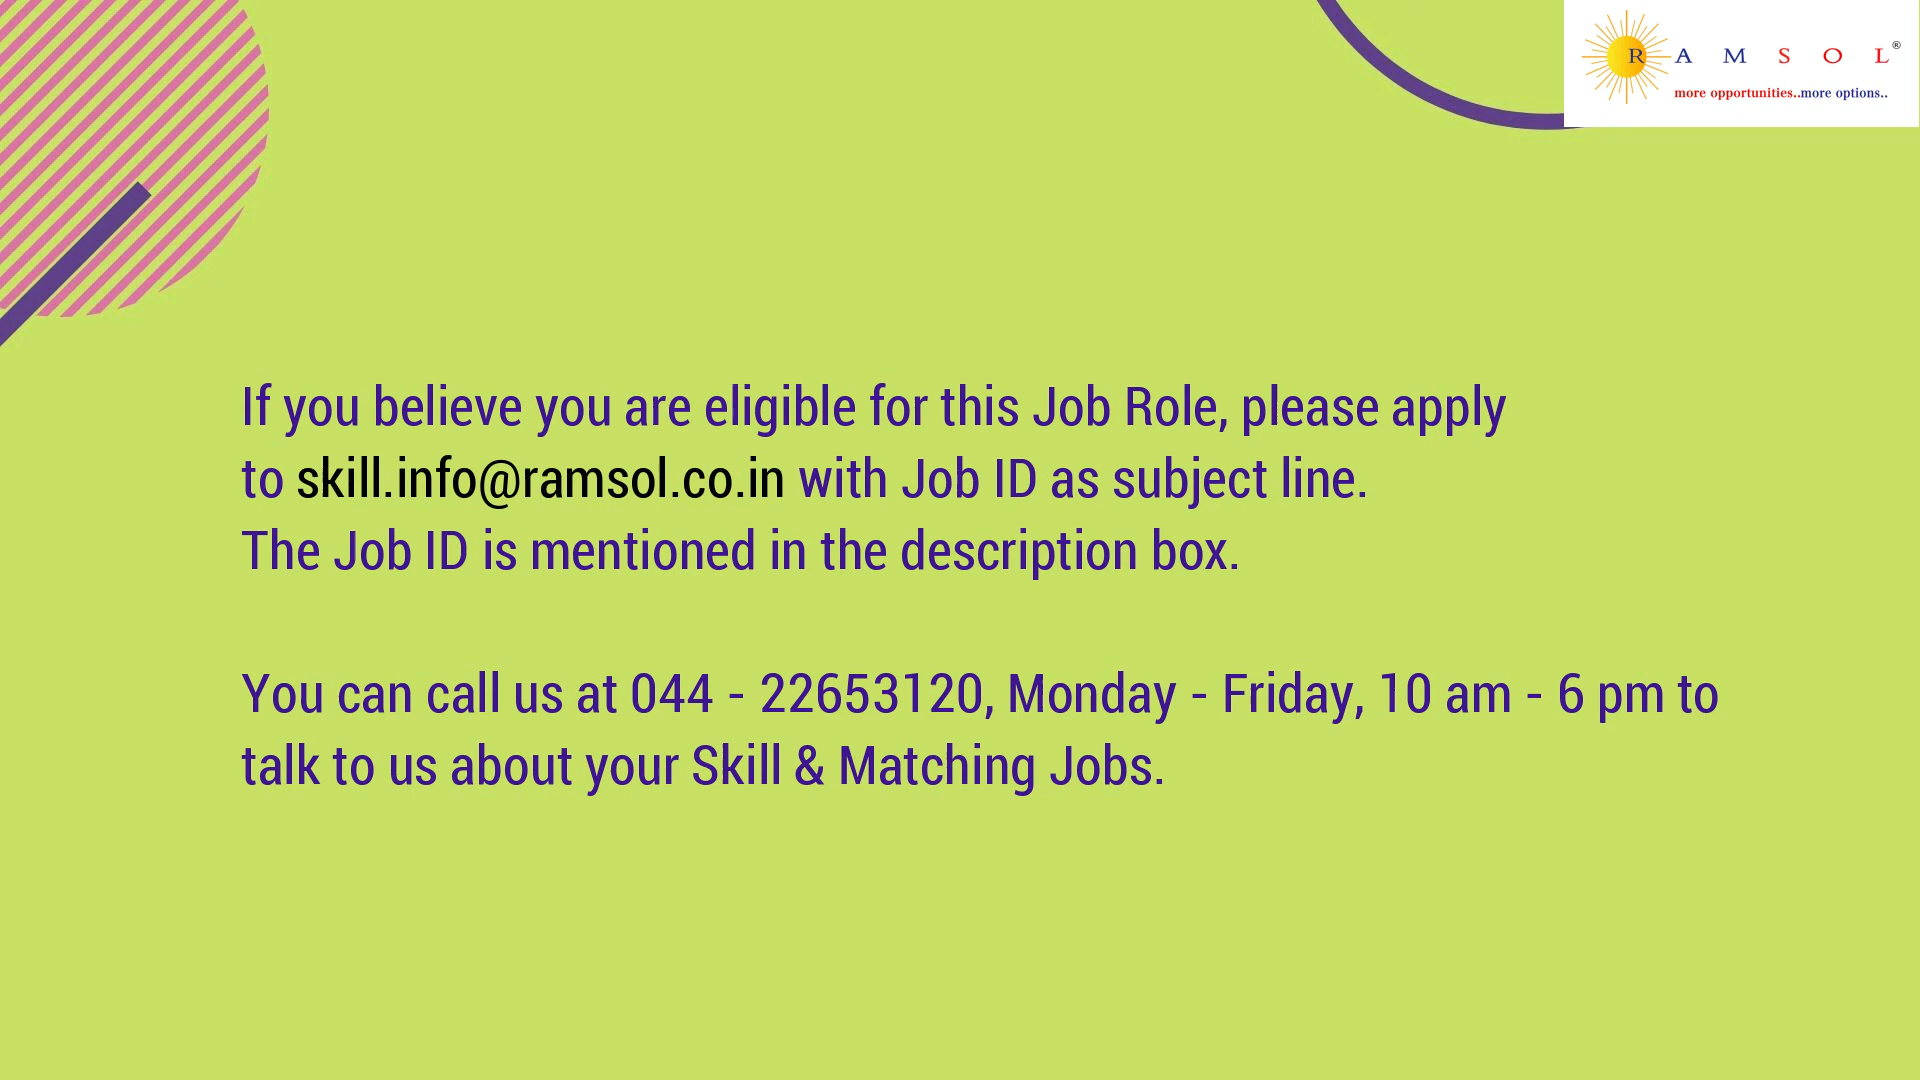 R A M S O L®
more opportunities..more options..
If you believe you are eligible for this Job Role, please apply
to skill.info@ramsol.co.in with Job ID as subject line.
The Job ID is mentioned in the description box.
You can call us at 044 - 22653120, Monday - Friday, 10 am - 6 pm to
talk to us about your Skill & Matching Jobs.